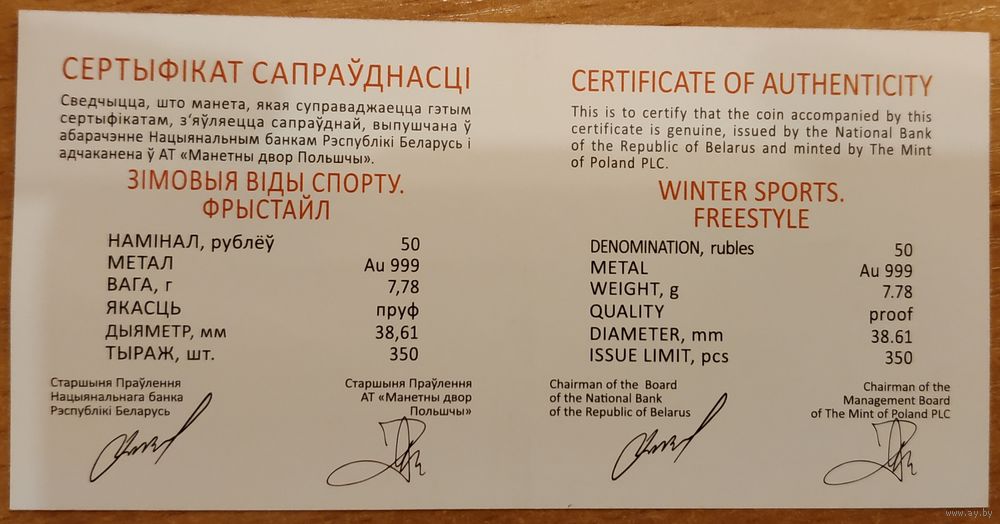 СЕРТЫФІКАТ САПРАЎДНАСЦІ
Сведчыцца, што манета, якая суправаджаецца гэтым
сертыфікатам, з‘яўляецца сапраўднай, выпушчана ў
абарачэнне Нацыянальным банкам Рэспублікі Беларусь і
адчаканена ў АТ «Манетны двор Польшчы».
ЗІМОВЫЯ ВІДЫ СПОРТУ.
ФРЫСТАЙЛ
НАМІНАЛ, рублёў 50
МЕТАЛ Au 999
ВАГА, г 7,78
ЯКАСЦЬ пруф
ДЫЯМЕТР, мм 38,61
ТЫРАЖ, шт. 350
Старшыня Праўлення
Нацыянальнага банка
Рэспублікі Беларусь
Старшыня Праўлення
АТ «Манетны двор
Польшчы»
CERTIFICATE OF AUTHENTICITY
This is to certify that the coin accompanied by this
certificate is genuine, issued by the National Bank
of the Republic of Belarus and minted by The Mint
of Poland PLC.
WINTER SPORTS.
FREESTYLE
DENOMINATION, rubles 50
METAL Au 999
WEIGHT, g 7.78
QUALITY proof
DIAMETER, mm 38.61
ISSUE LIMIT, pcs 350
Chairman of the Board
of the National Bank
of the Republic of Belarus
Chairman of the
Management Board
of The Mint of Poland PLC
www.ay.by